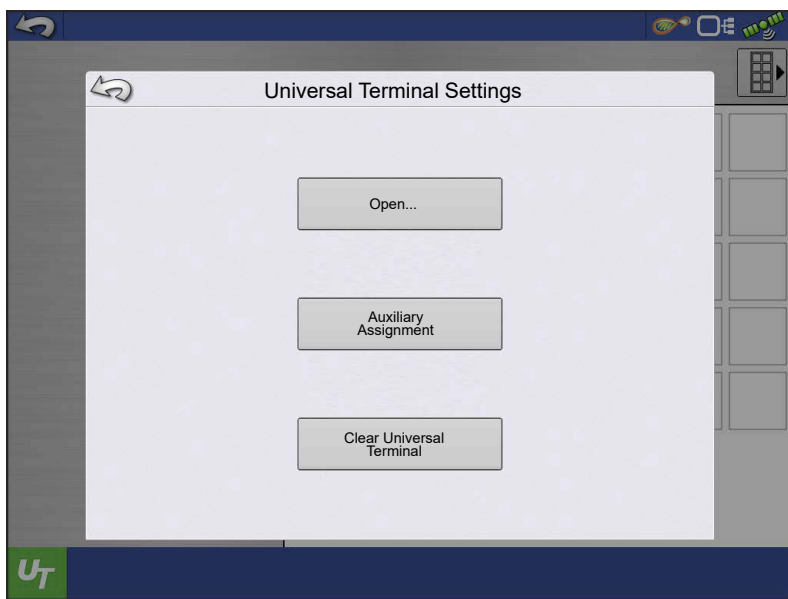 Universal Terminal Settings
Open...
Auxiliary
Assignment
Clear Universal
Terminal
UT